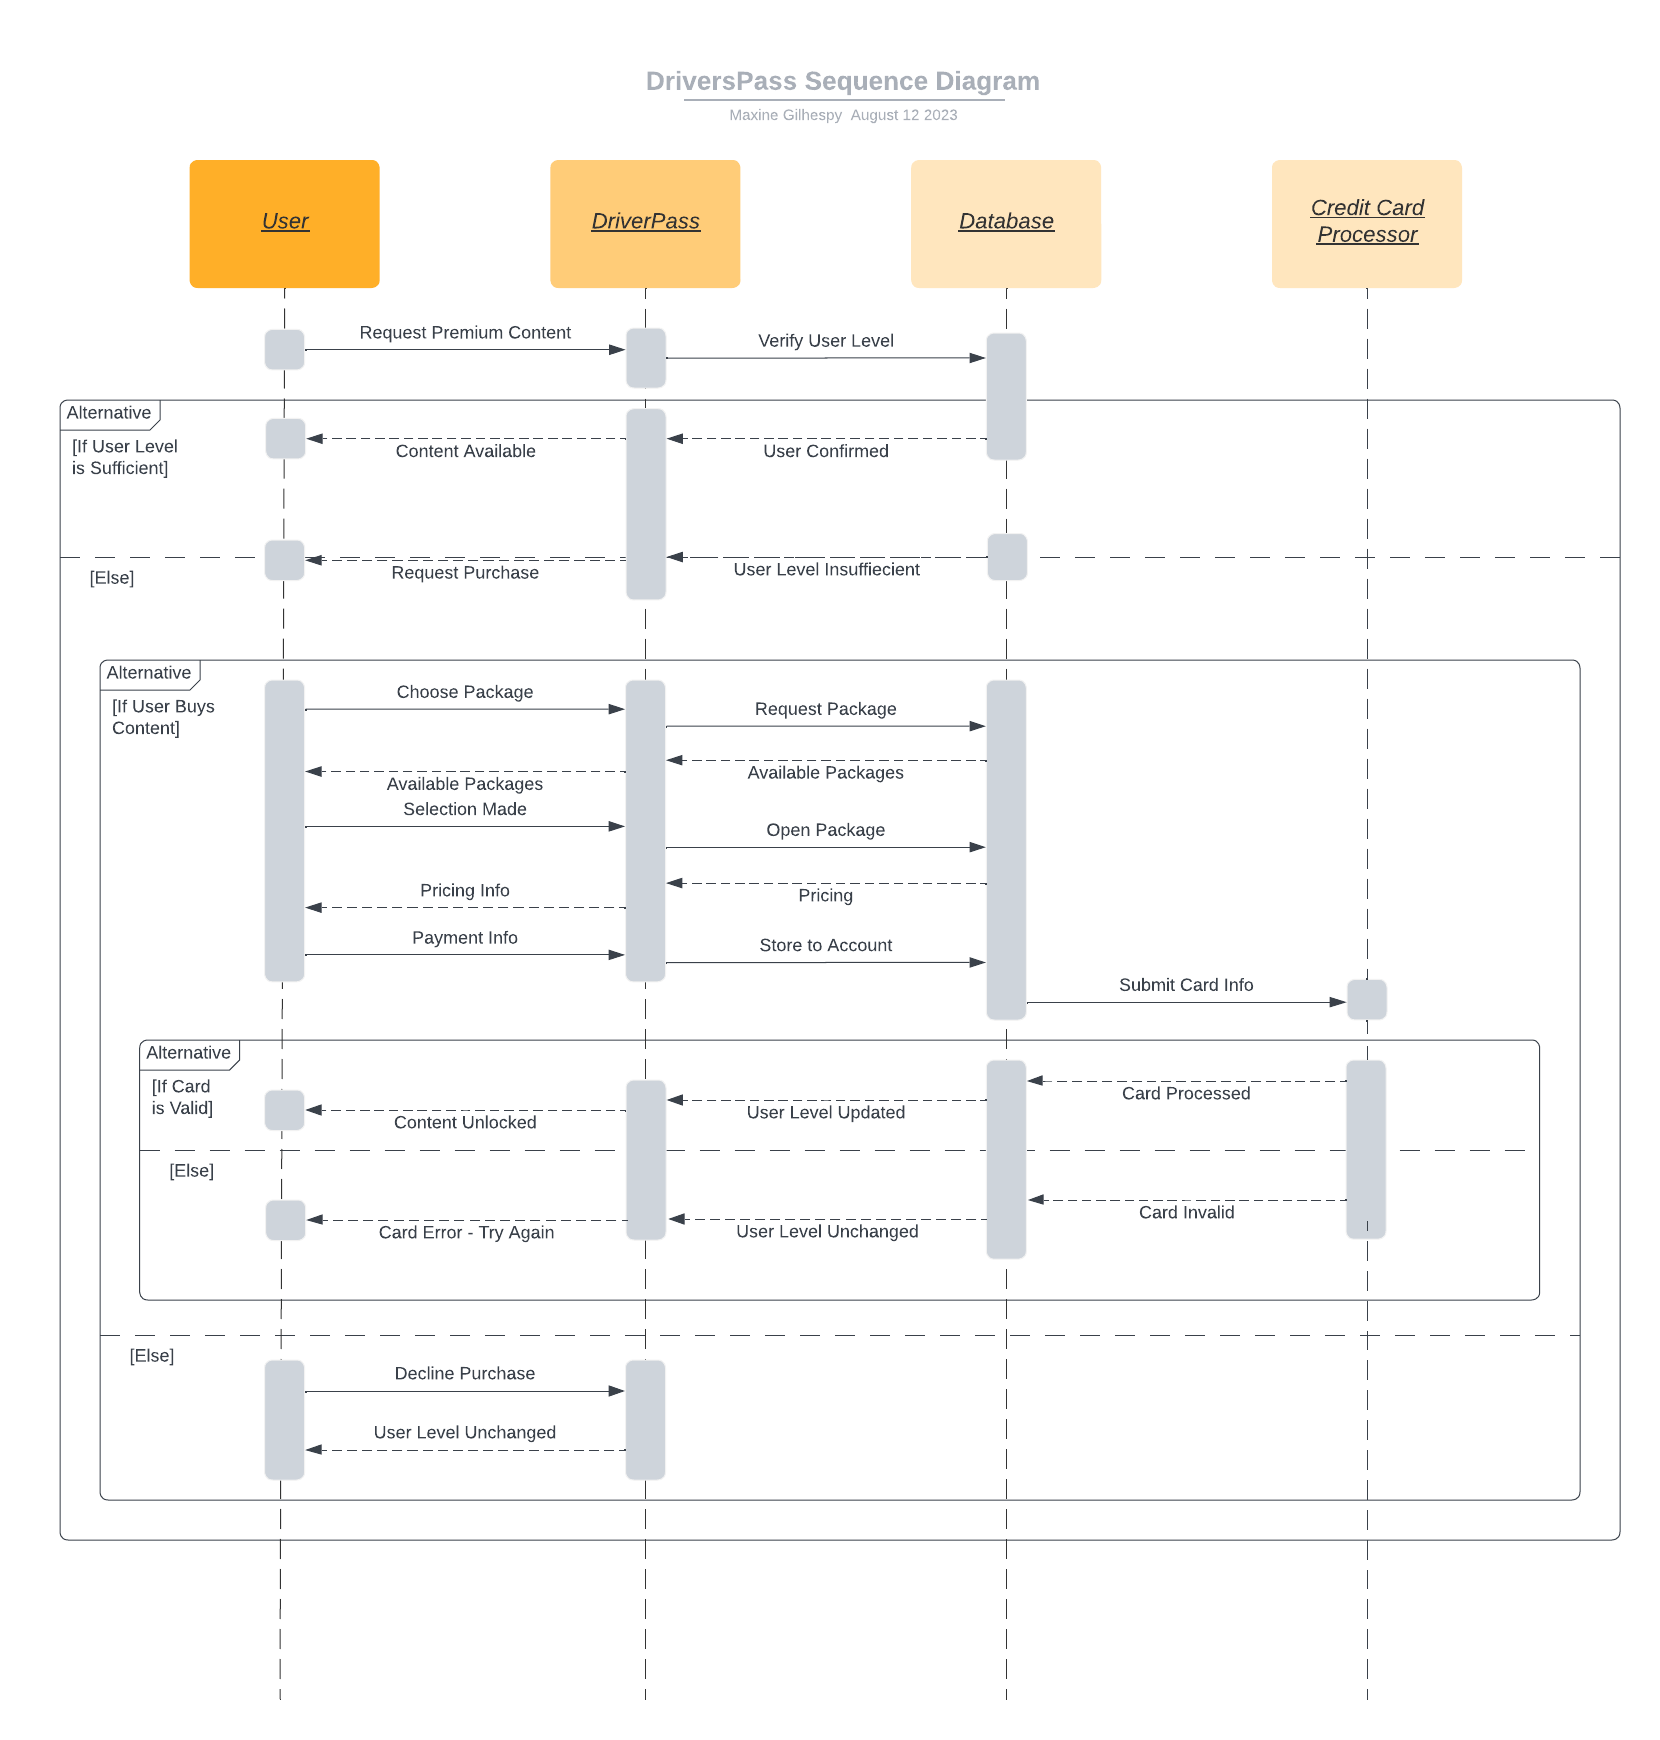 DriversPass Sequence Diagram
Maxine Gilhespy  August 12 2023
User
DriverPass
Database
Credit Card
Processor
Request Premium Content
Verify User Level
Alternative
[If User Level
is Sufficient]
Content Available
User Confirmed
[Else]
Request Purchase
User Level Insuffiecient
Alternative
[If User Buys
Content]
Choose Package
Request Package
Available Packages
Available Packages
Selection Made
Open Package
Pricing Info
Pricing
Payment Info
Store to Account
Submit Card Info
Alternative
[If Card
is Valid]
Card Processed
User Level Updated
Content Unlocked
[Else]
Card Invalid
User Level Unchanged
Card Error - Try Again
[Else]
Decline Purchase
User Level Unchanged